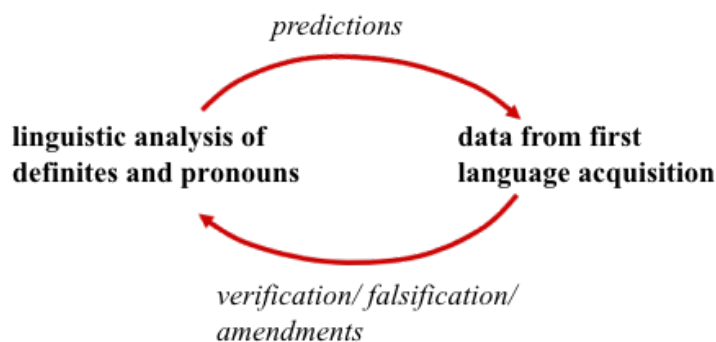 predictions
linguistic analysis of
definites and pronouns
data from first
language acquisition
verification/ falsification/
amendments